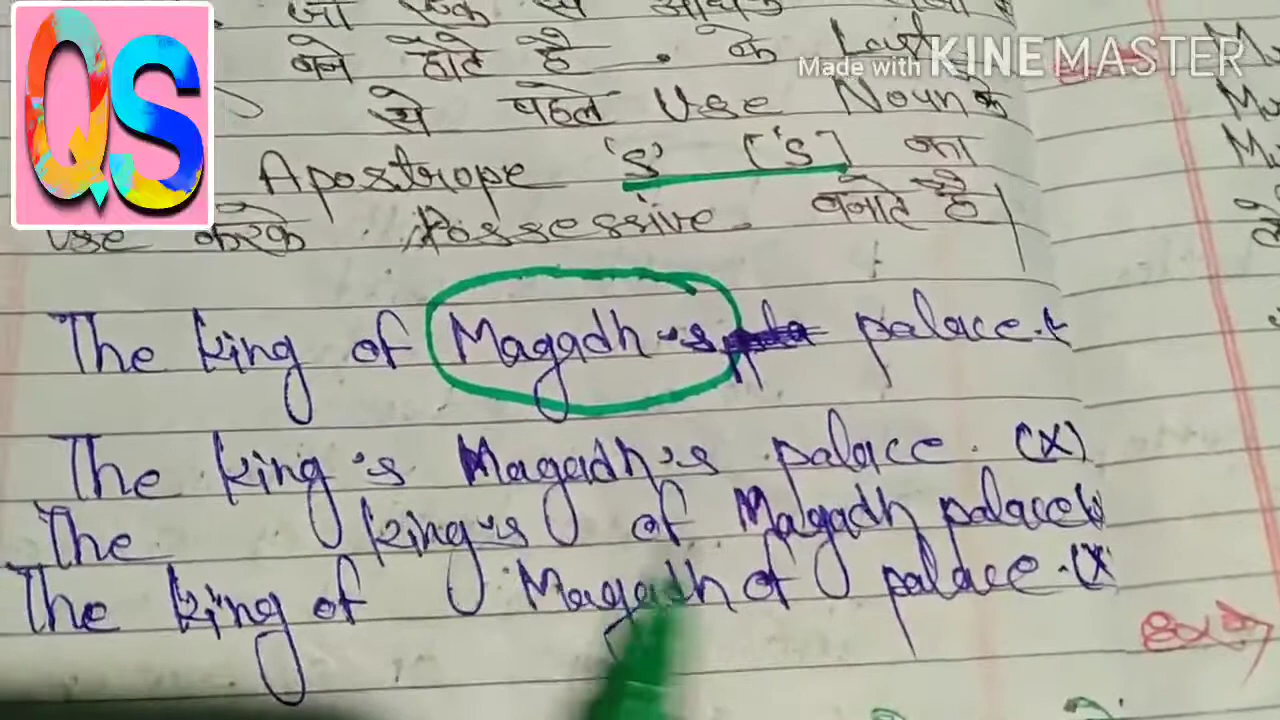 QS
Made with KINEMASTER
बने होते है . के Last
से पहले Use Noun के
Apostrope 's' ['s] का
use करके Possessive. बनाते है|
The king of Magadh's palace.
The king's Magadh's palace. (X)
The king's of Magadh palace
The king of Magadh of palace. (X